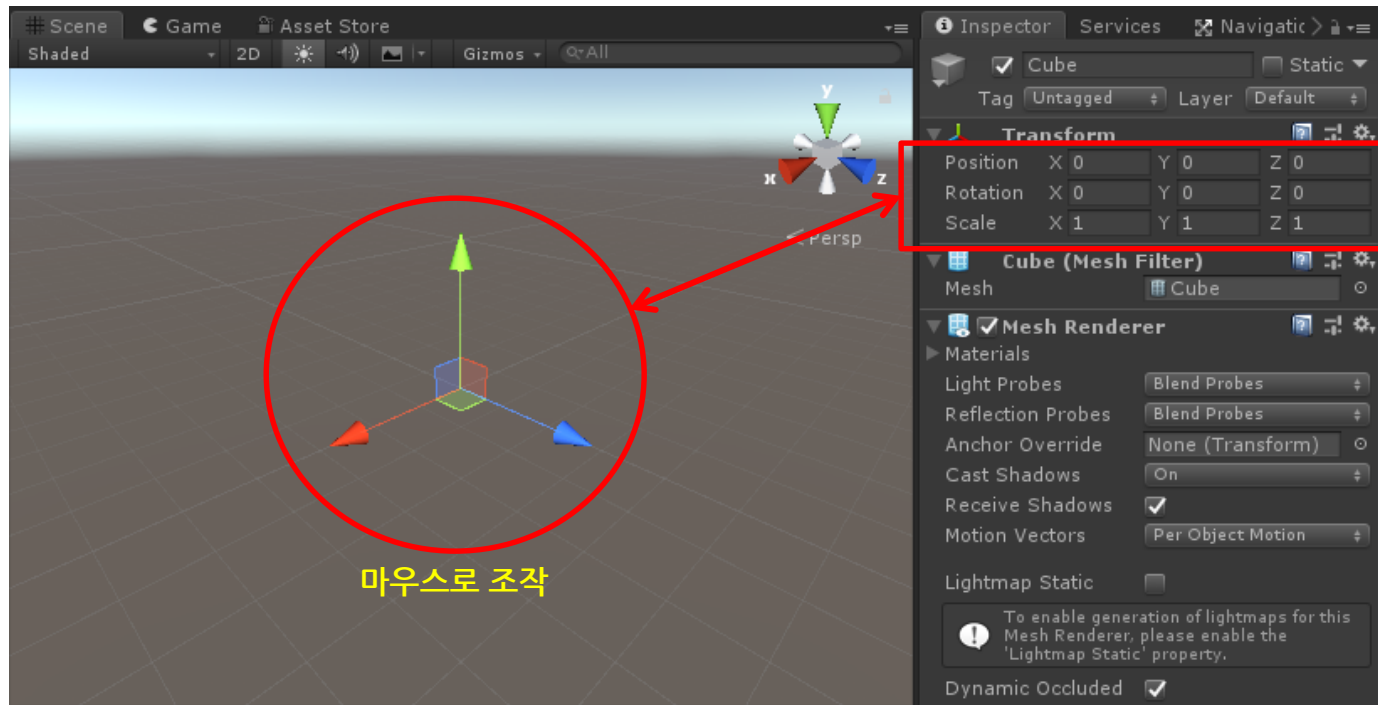 Scene Game Asset Store
Shaded 2D Gizmos All
y
x z
Persp
마우스로 조작
Inspector Services Navigatic
Cube Static
Tag Untagged Layer Default
Transform
Position X 0 Y 0 Z 0
Rotation X 0 Y 0 Z 0
Scale X 1 Y 1 Z 1
Cube (Mesh Filter)
Mesh Cube
Mesh Renderer
Materials
Light Probes Blend Probes
Reflection Probes Blend Probes
Anchor Override None (Transform)
Cast Shadows On
Receive Shadows
Motion Vectors Per Object Motion
Lightmap Static
To enable generation of lightmaps for this
Mesh Renderer, please enable the
'Lightmap Static' property.
Dynamic Occluded